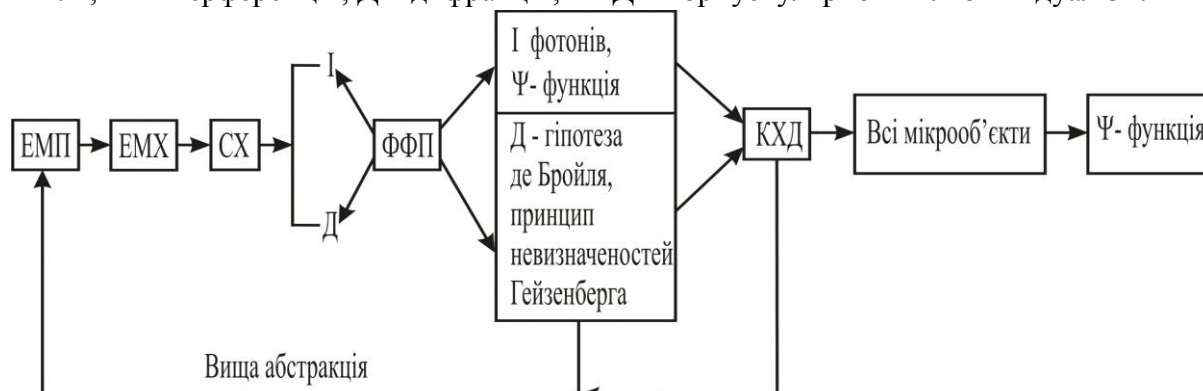 І фотонів,
Ψ- функція
І
ЕМП
ЕМХ
СХ
ФФП
Д
Д - гіпотеза
де Бройля,
принцип
невизначеностей
Гейзенберга
КХД
Всі мікрооб’єкти
Ψ- функція
Вища абстракція